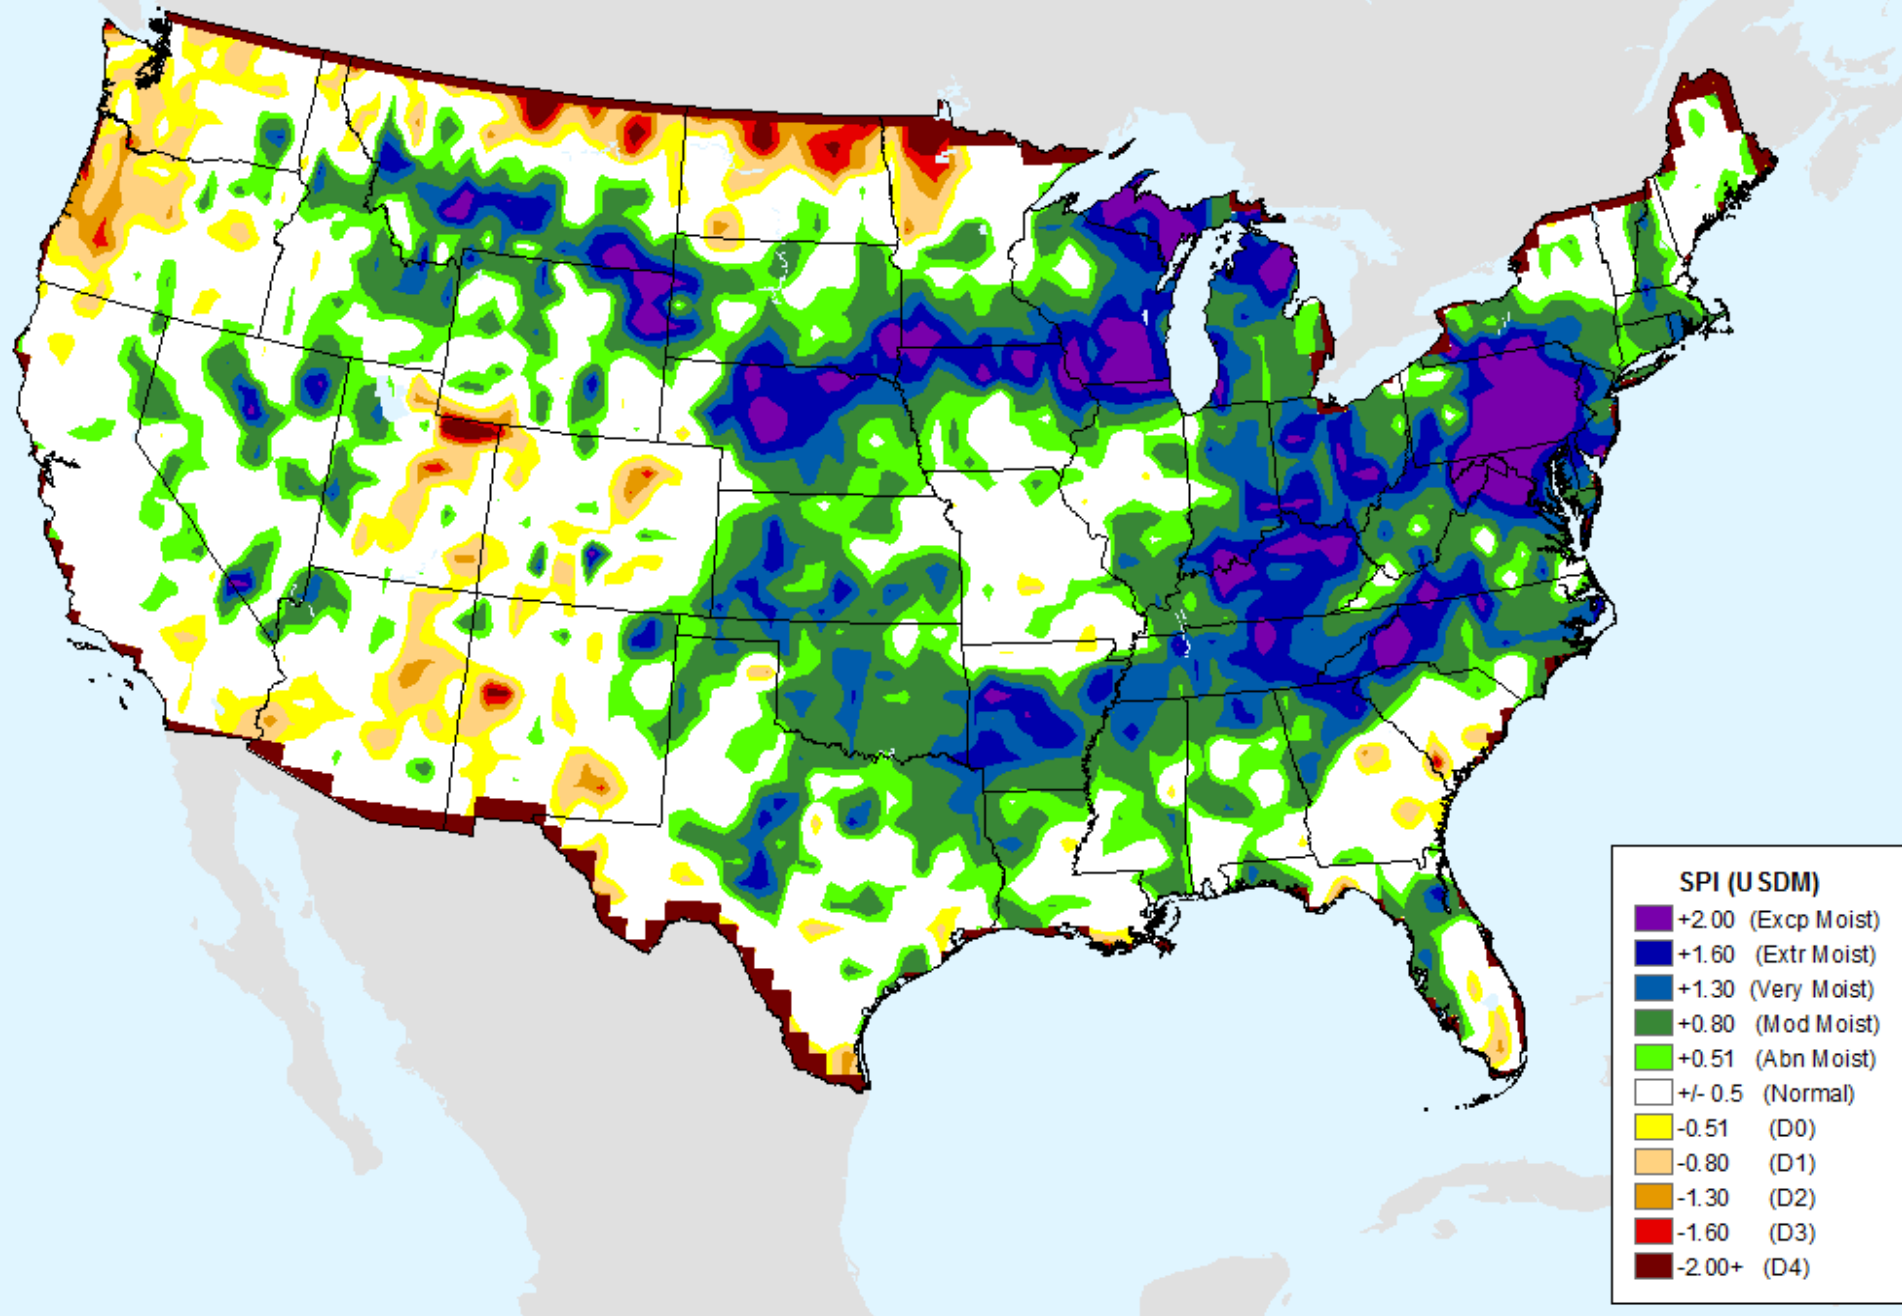 SPI (USDM)
+2.00 (Excp Moist)
+1.60 (Extr Moist)
+1.30 (Very Moist)
+0.80 (Mod Moist)
+0.51 (Abn Moist)
+/- 0.5 (Normal)
-0.51 (D0)
-0.80 (D1)
-1.30 (D2)
-1.60 (D3)
-2.00+ (D4)